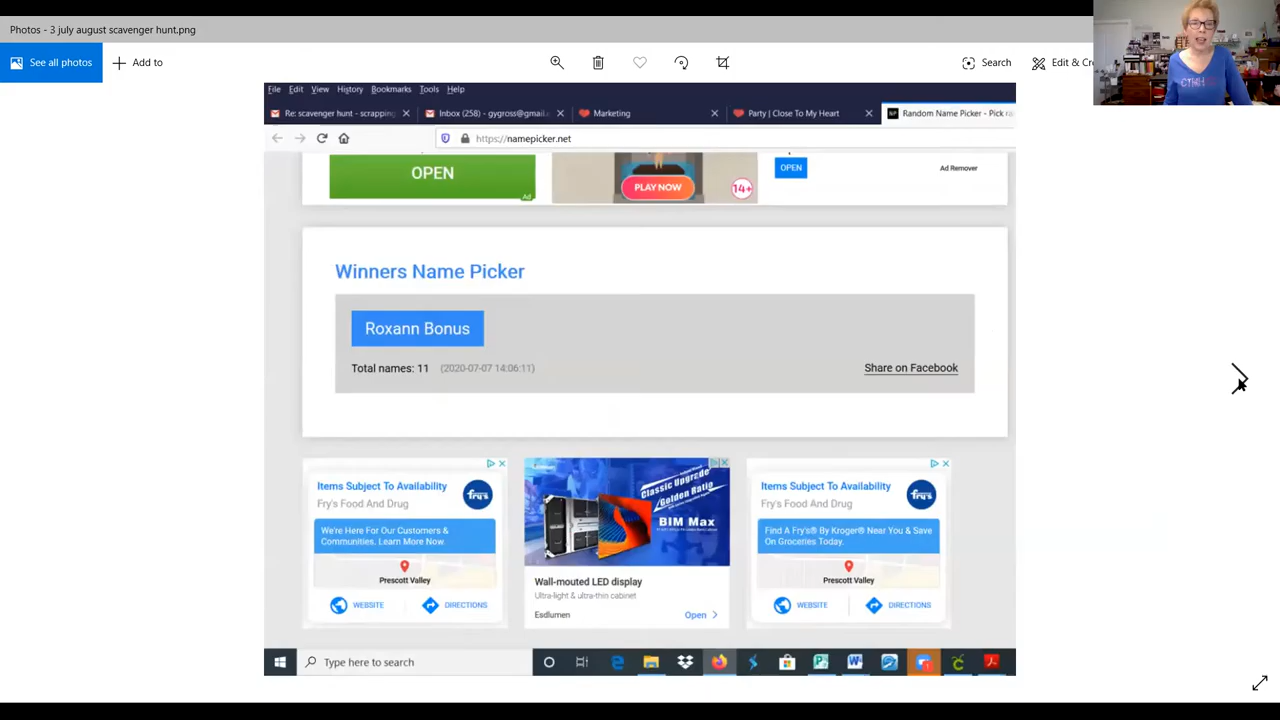 Photos - 3 july august scavenger hunt.png
See all photos
Add to
Search
Edit & Cr
File Edit View History Bookmarks Tools Help
Re: scavenger hunt - scrapping
Inbox (258) - gygross@gmail.
Marketing
Party | Close To My Heart
Random Name Picker - Pick ra
https://namepicker.net
OPEN
Ad
PLAY NOW
14+
OPEN
Ad Remover
Winners Name Picker
Roxann Bonus
Total names: 11 (2020-07-07 14:06:11)
Share on Facebook
Items Subject To Availability
Fry's Food And Drug
fry's
We're Here For Our Customers &
Communities. Learn More Now.
Prescott Valley
WEBSITE
DIRECTIONS
Classic Upgrade
Golden Ratio
BIM Max
Wall-mouted LED display
Ultra-light & ultra-thin cabinet
Esdlumen
Open
Items Subject To Availability
Fry's Food And Drug
fry's
Find A Fry's® By Kroger® Near You & Save
On Groceries Today.
Prescott Valley
WEBSITE
DIRECTIONS
Type here to search